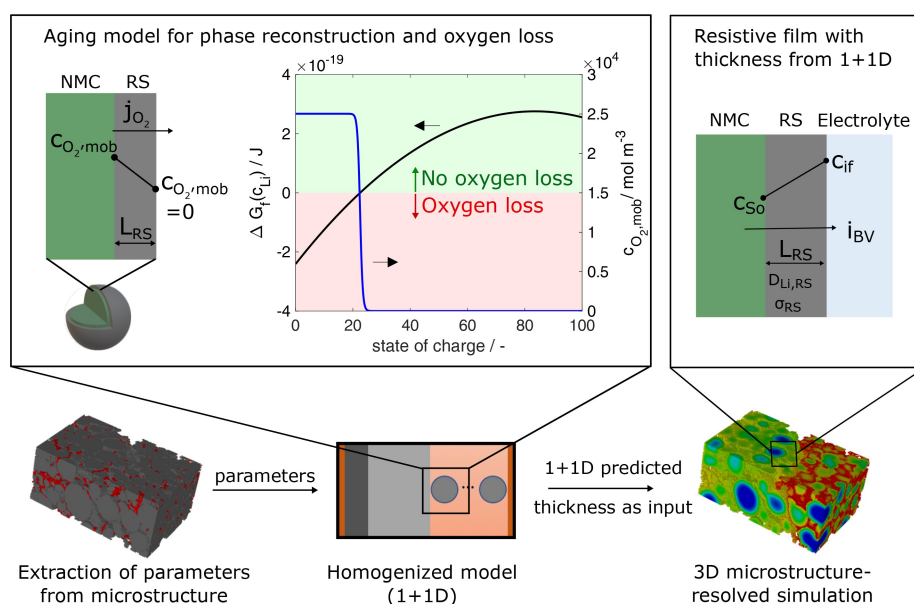 Aging model for phase reconstruction and oxygen loss
NMC RS
j_O₂
c_O₂,mob
c_O₂,mob
=0
L_RS
×10⁻¹⁹
×10⁴
Δ G_f(c_Li) / J
4
2
0
-2
-4
No oxygen loss
Oxygen loss
3
2.5
2
1.5
1
0.5
0
c_O₂,mob/ mol m⁻³
0 20 40 60 80 100
state of charge / -
Resistive film with
thickness from 1+1D
NMC RS Electrolyte
c_if
c_So
i_BV
L_RS
D_Li,RS
σ_RS
parameters
...
1+1D predicted
thickness as input
Extraction of parameters
from microstructure
Homogenized model
(1+1D)
3D microstructure-
resolved simulation